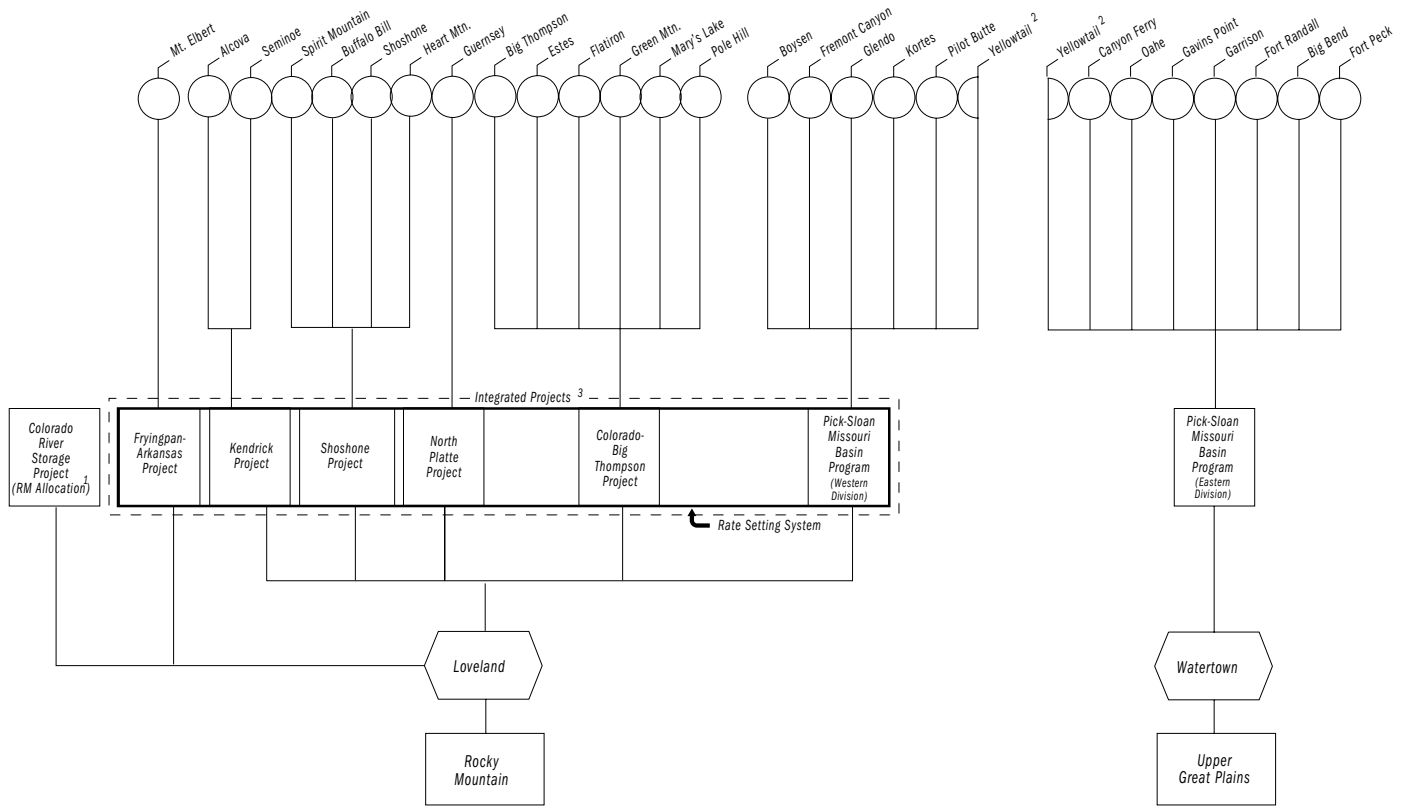 Mt. Elbert
Alcova
Seminoe
Spirit Mountain
Buffalo Bill
Shoshone
Heart Mtn.
Guernsey
Big Thompson
Estes
Flatiron
Green Mtn.
Mary's Lake
Pole Hill
Boysen
Fremont Canyon
Glendo
Kortes
Pilot Butte
Yellowtail 2
Yellowtail 2
Canyon Ferry
Oahe
Gavins Point
Garrison
Fort Randall
Big Bend
Fort Peck
Integrated Projects 3
Colorado
River
Storage
Project
(RM Allocation) 1
Fryingpan-
Arkansas
Project
Kendrick
Project
Shoshone
Project
North
Platte
Project
Colorado-
Big
Thompson
Project
Pick-Sloan
Missouri
Basin
Program
(Western
Division)
Pick-Sloan
Missouri
Basin
Program
(Eastern
Division)
Rate Setting System
Loveland
Watertown
Rocky
Mountain
Upper
Great Plains